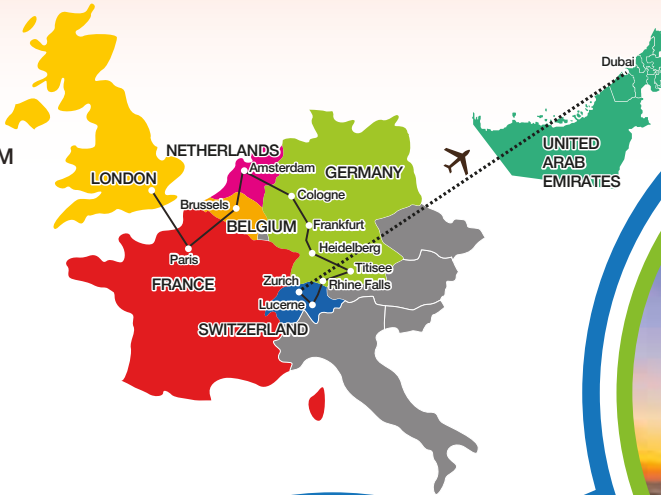 Dubai
UNITED
ARAB
EMIRATES
M
NETHERLANDS
Amsterdam
GERMANY
LONDON
Cologne
Brussels
BELGIUM
Frankfurt
Heidelberg
Paris
Titisee
FRANCE
Zurich
Rhine Falls
Lucerne
SWITZERLAND